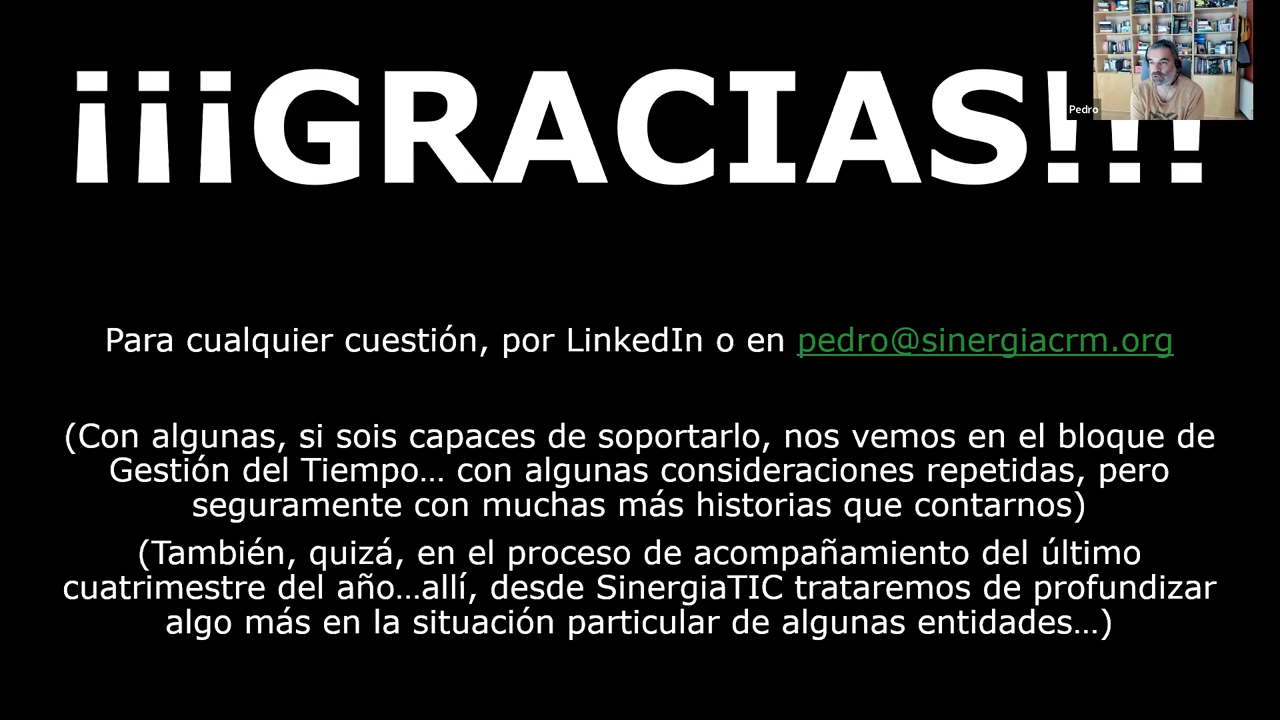 ¡¡¡GRACIAS!!!
Pedro
Para cualquier cuestión, por LinkedIn o en pedro@sinergiacrm.org
(Con algunas, si sois capaces de soportarlo, nos vemos en el bloque de
Gestión del Tiempo… con algunas consideraciones repetidas, pero
seguramente con muchas más historias que contarnos)
(También, quizá, en el proceso de acompañamiento del último
cuatrimestre del año…allí, desde SinergiaTIC trataremos de profundizar
algo más en la situación particular de algunas entidades…)